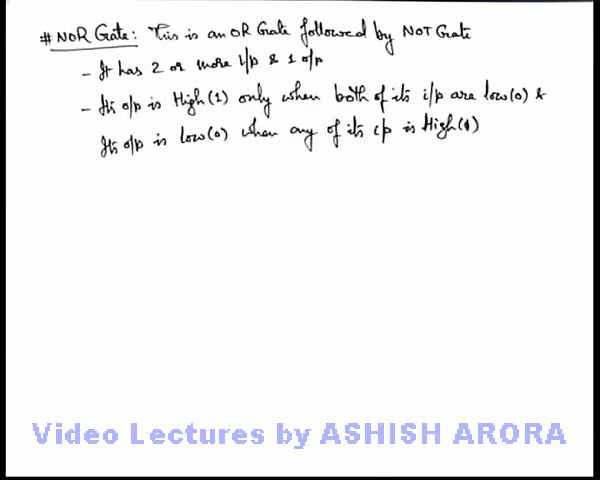 # NOR Gate: This is an OR Gate followed by NOT Gate
- It has 2 or more i/p & 1 o/p
- Its o/p is High(1) only when both of its i/p are low(0) &
Its o/p is low(0) when any of its i/p is High(1)
Video Lectures by ASHISH ARORA